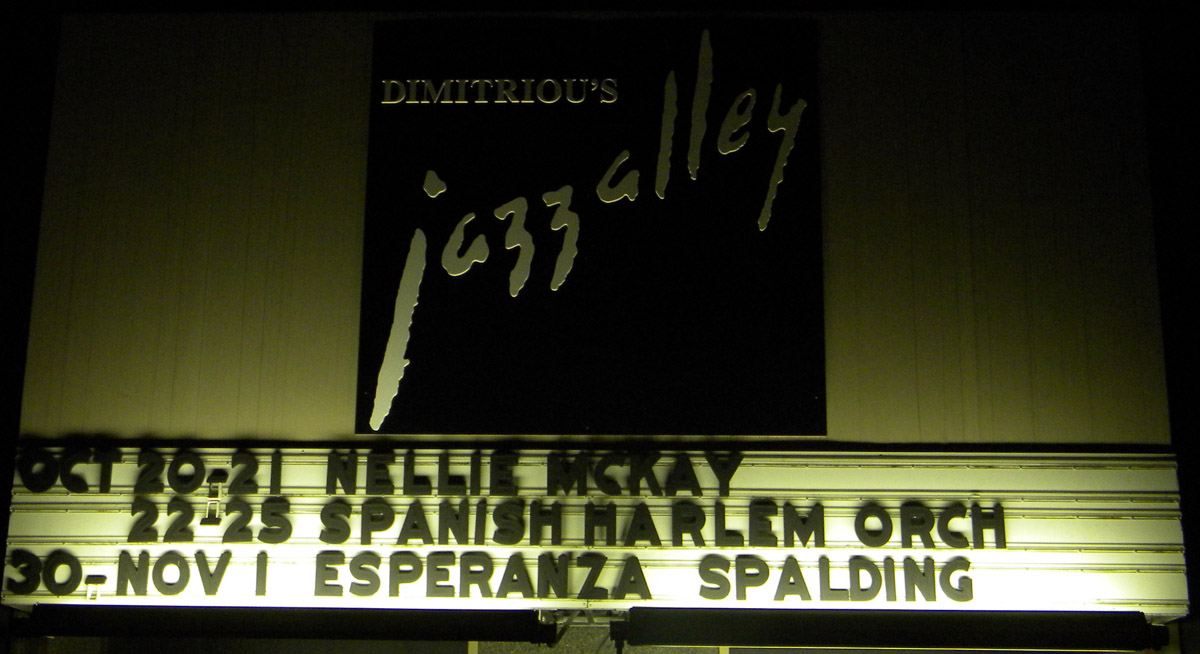 DIMITRIOU'S
jazz alley
OCT 20-21 NELLIE MCKAY
22-25 SPANISH HARLEM ORCH
30-NOV 1 ESPERANZA SPALDING